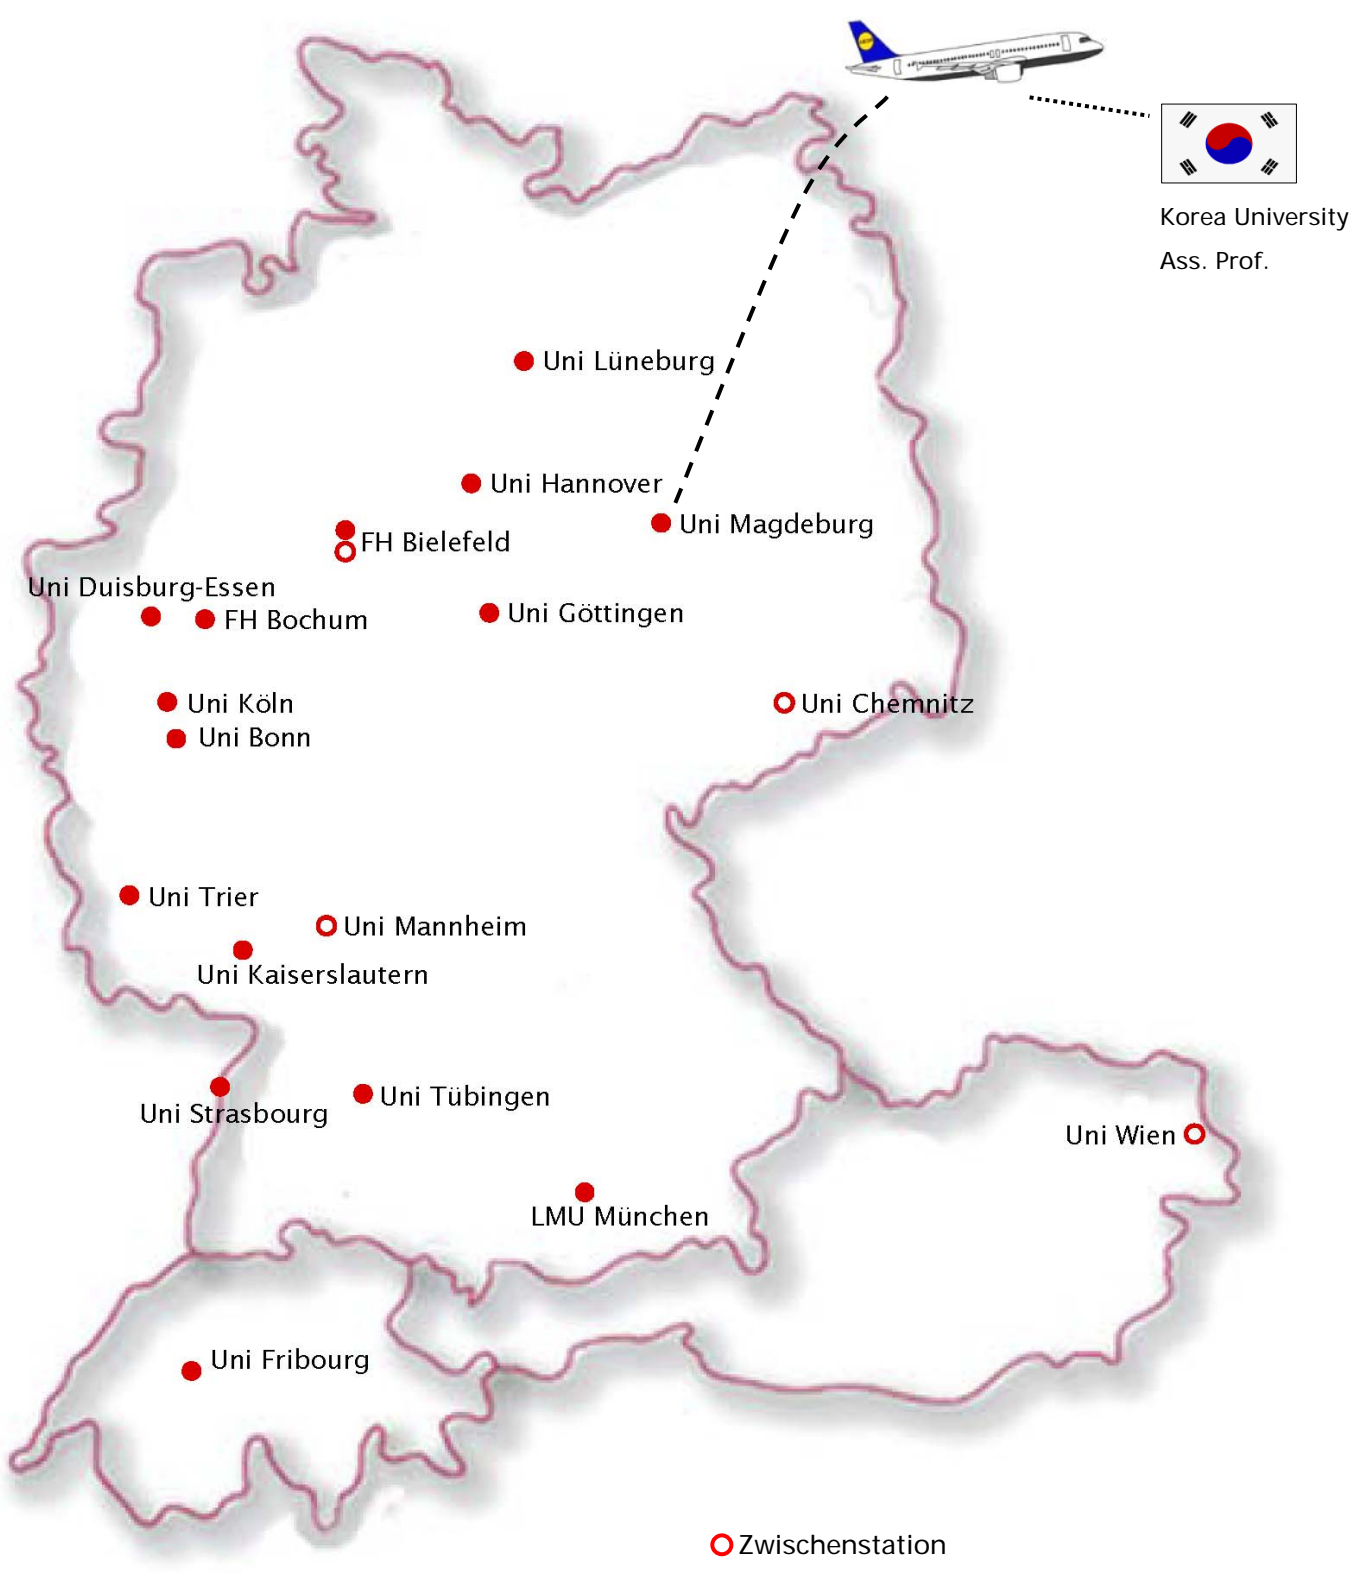 Korea University
Ass. Prof.
Uni Lüneburg
Uni Hannover
Uni Magdeburg
FH Bielefeld
Uni Duisburg-Essen
FH Bochum
Uni Göttingen
Uni Köln
Uni Chemnitz
Uni Bonn
Uni Trier
Uni Mannheim
Uni Kaiserslautern
Uni Tübingen
Uni Strasbourg
Uni Wien
LMU München
Uni Fribourg
Zwischenstation